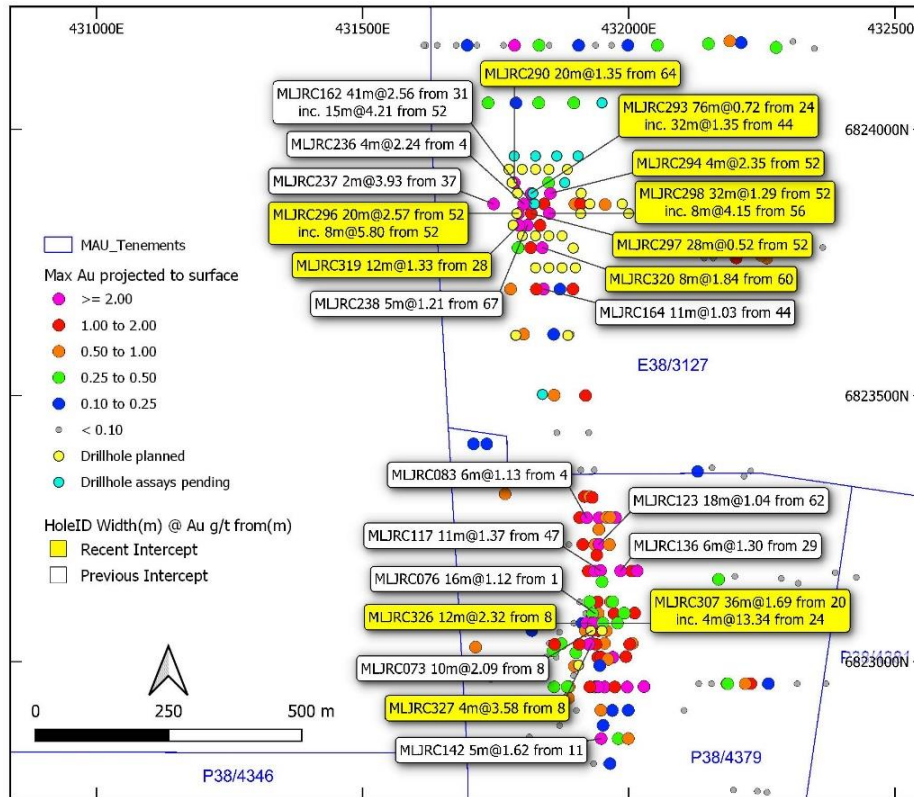 431000E
431500E
432000E
432500
MLJRC290 20m@1.35 from 64
MLJRC162 41m@2.56 from 31
inc. 15m@4.21 from 52
MLJRC293 76m@0.72 from 24
inc. 32m@1.35 from 44
6824000N
MLJRC236 4m@2.24 from 4
MLJRC294 4m@2.35 from 52
MLJRC237 2m@3.93 from 37
MLJRC298 32m@1.29 from 52
inc. 8m@4.15 from 56
MLJRC296 20m@2.57 from 52
inc. 8m@5.80 from 52
MLJRC297 28m@0.52 from 52
MLJRC319 12m@1.33 from 28
MLJRC320 8m@1.84 from 60
MLJRC238 5m@1.21 from 67
MLJRC164 11m@1.03 from 44
MAU_Tenements
Max Au projected to surface
>= 2.00
1.00 to 2.00
0.50 to 1.00
0.25 to 0.50
0.10 to 0.25
< 0.10
Drillhole planned
Drillhole assays pending
HoleID Width(m) @ Au g/t from(m)
Recent Intercept
Previous Intercept
E38/3127
6823500N
MLJRC083 6m@1.13 from 4
MLJRC123 18m@1.04 from 62
MLJRC117 11m@1.37 from 47
MLJRC136 6m@1.30 from 29
MLJRC076 16m@1.12 from 1
MLJRC326 12m@2.32 from 8
MLJRC307 36m@1.69 from 20
inc. 4m@13.34 from 24
6823000N
MLJRC073 10m@2.09 from 8
MLJRC327 4m@3.58 from 8
MLJRC142 5m@1.62 from 11
0 250 500 m
P38/4346
P38/4379